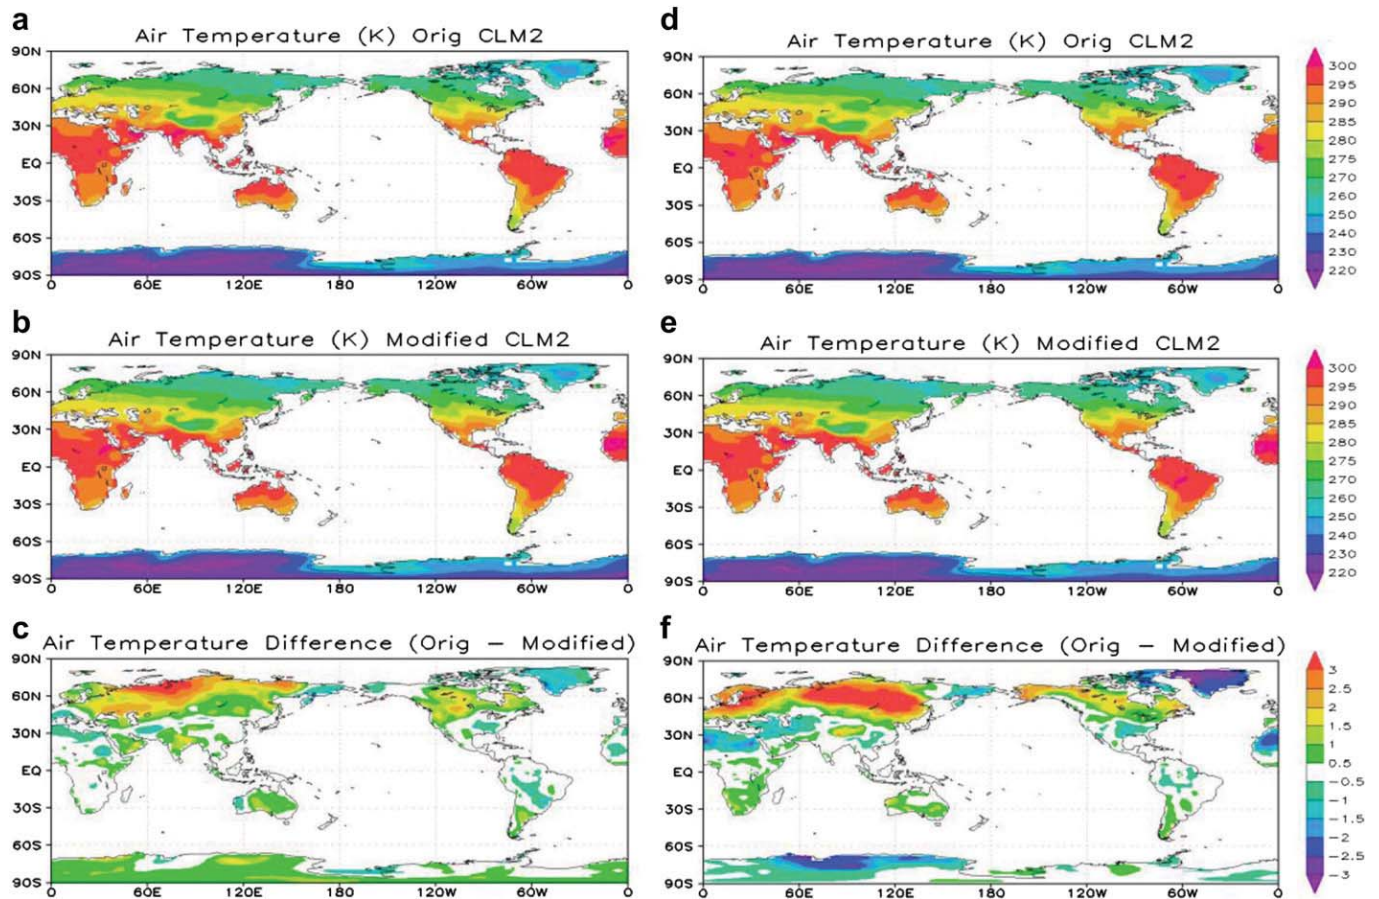 a
Air Temperature (K) Orig CLM2
90N
60N
30N
EQ
30S
60S
90S
0 60E 120E 180 120W 60W 0
d
Air Temperature (K) Orig CLM2
90N
60N
30N
EQ
30S
60S
90S
0 60E 120E 180 120W 60W 0
300
295
290
285
280
275
270
260
250
240
230
220
b
Air Temperature (K) Modified CLM2
90N
60N
30N
EQ
30S
60S
90S
0 60E 120E 180 120W 60W 0
e
Air Temperature (K) Modified CLM2
90N
60N
30N
EQ
30S
60S
90S
0 60E 120E 180 120W 60W 0
300
295
290
285
280
275
270
260
250
240
230
220
c
Air Temperature Difference (Orig – Modified)
90N
60N
30N
EQ
30S
60S
90S
0 60E 120E 180 120W 60W 0
f
Air Temperature Difference (Orig – Modified)
90N
60N
30N
EQ
30S
60S
90S
0 60E 120E 180 120W 60W 0
3
2.5
2
1.5
1
0.5
−0.5
−1
−1.5
−2
−2.5
−3